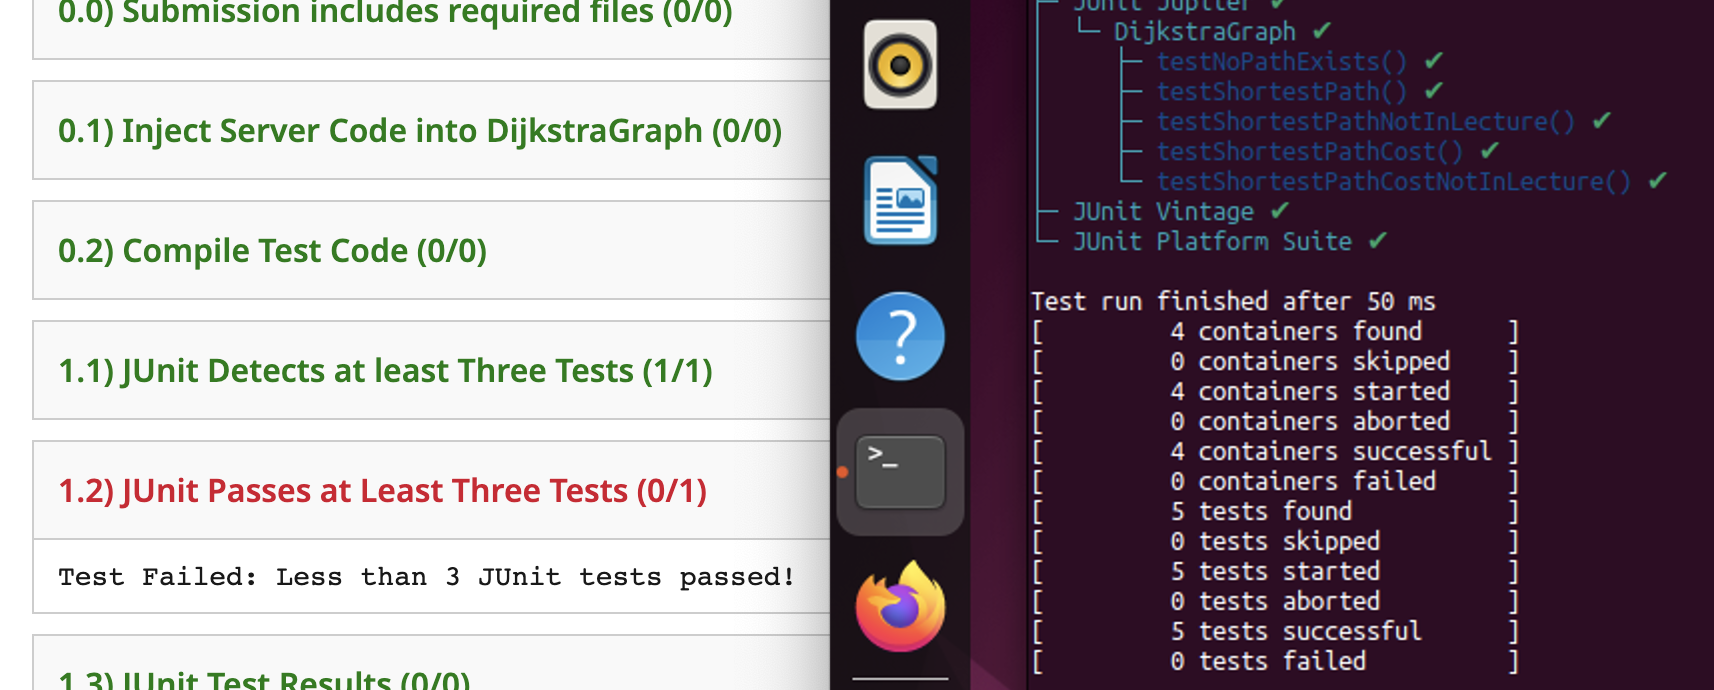 0.0) Submission includes required files (0/0)
0.1) Inject Server Code into DijkstraGraph (0/0)
0.2) Compile Test Code (0/0)
1.1) JUnit Detects at least Three Tests (1/1)
1.2) JUnit Passes at Least Three Tests (0/1)
Test Failed: Less than 3 JUnit tests passed!
1.3) JUnit Test Results (0/0)
?
>_
├─ JUnit Jupiter ✔
│  └─ DijkstraGraph ✔
│     ├─ testNoPathExists() ✔
│     ├─ testShortestPath() ✔
│     ├─ testShortestPathNotInLecture() ✔
│     ├─ testShortestPathCost() ✔
│     └─ testShortestPathCostNotInLecture() ✔
├─ JUnit Vintage ✔
└─ JUnit Platform Suite ✔
Test run finished after 50 ms
[         4 containers found      ]
[         0 containers skipped    ]
[         4 containers started    ]
[         0 containers aborted    ]
[         4 containers successful ]
[         0 containers failed     ]
[         5 tests found           ]
[         0 tests skipped         ]
[         5 tests started         ]
[         0 tests aborted         ]
[         5 tests successful      ]
[         0 tests failed          ]